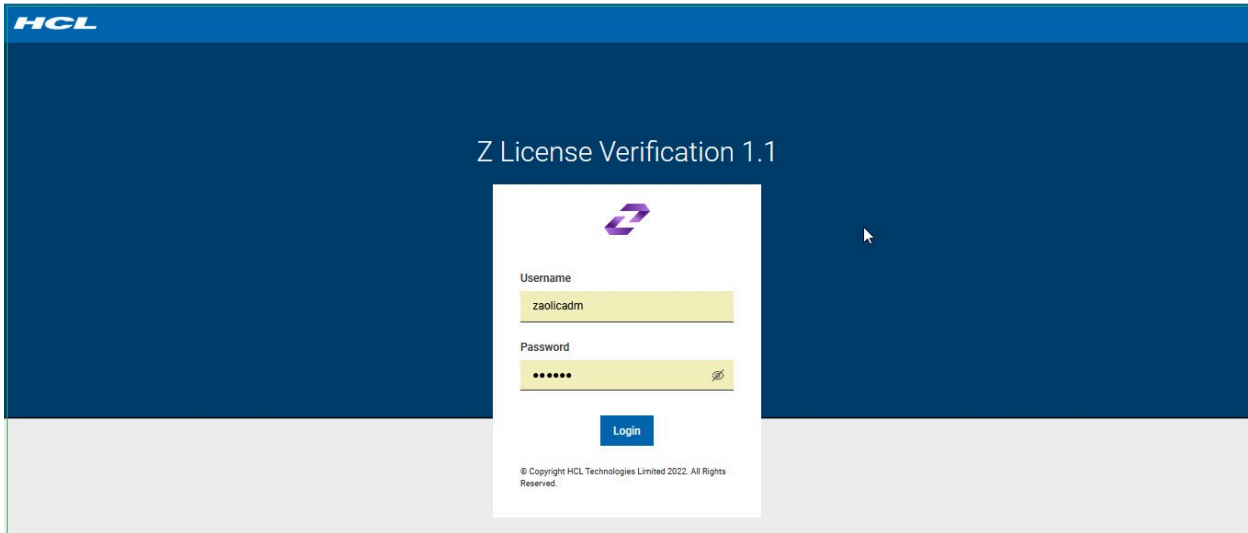 HCL
Z License Verification 1.1
Username
zaolicadm
Password
••••••
Login
© Copyright HCL Technologies Limited 2022. All Rights
Reserved.